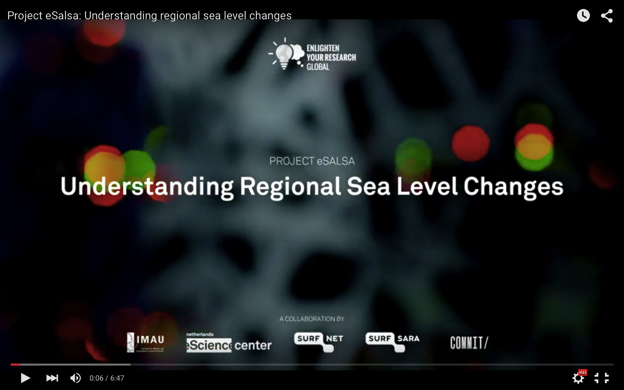 Project eSalsa: Understanding regional sea level changes
ENLIGHTEN
YOUR RESEARCH
GLOBAL
PROJECT eSALSA
Understanding Regional Sea Level Changes
A COLLABORATION BY
IMAU
netherlands
eScience center
SURF NET
SURF SARA
COMMIT/
0:06 / 6:47
HD